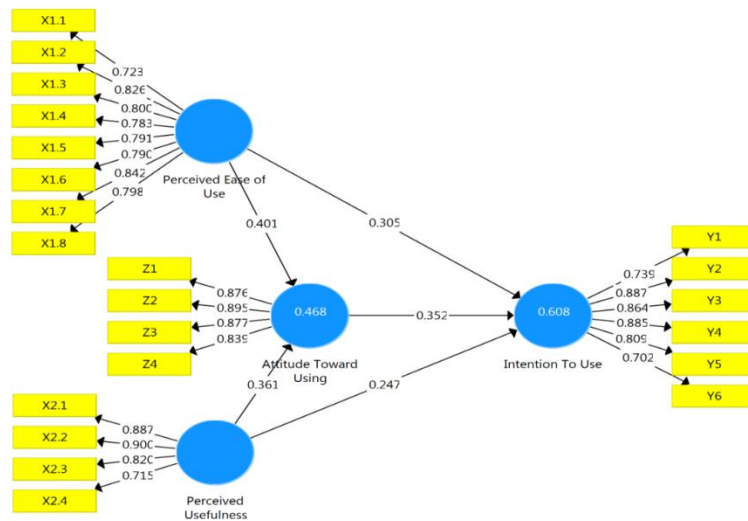 X1.1
X1.2
X1.3
X1.4
X1.5
X1.6
X1.7
X1.8
0.723
0.826
0.800
0.783
0.791
0.790
0.842
0.798
Perceived Ease of
Use
0.401
0.305
Z1
Z2
Z3
Z4
0.876
0.895
0.877
0.839
0.468
Attitude Toward
Using
0.352
0.361
0.247
0.608
Intention To Use
0.739
0.887
0.864
0.885
0.809
0.702
Y1
Y2
Y3
Y4
Y5
Y6
X2.1
X2.2
X2.3
X2.4
0.887
0.900
0.820
0.715
Perceived
Usefulness